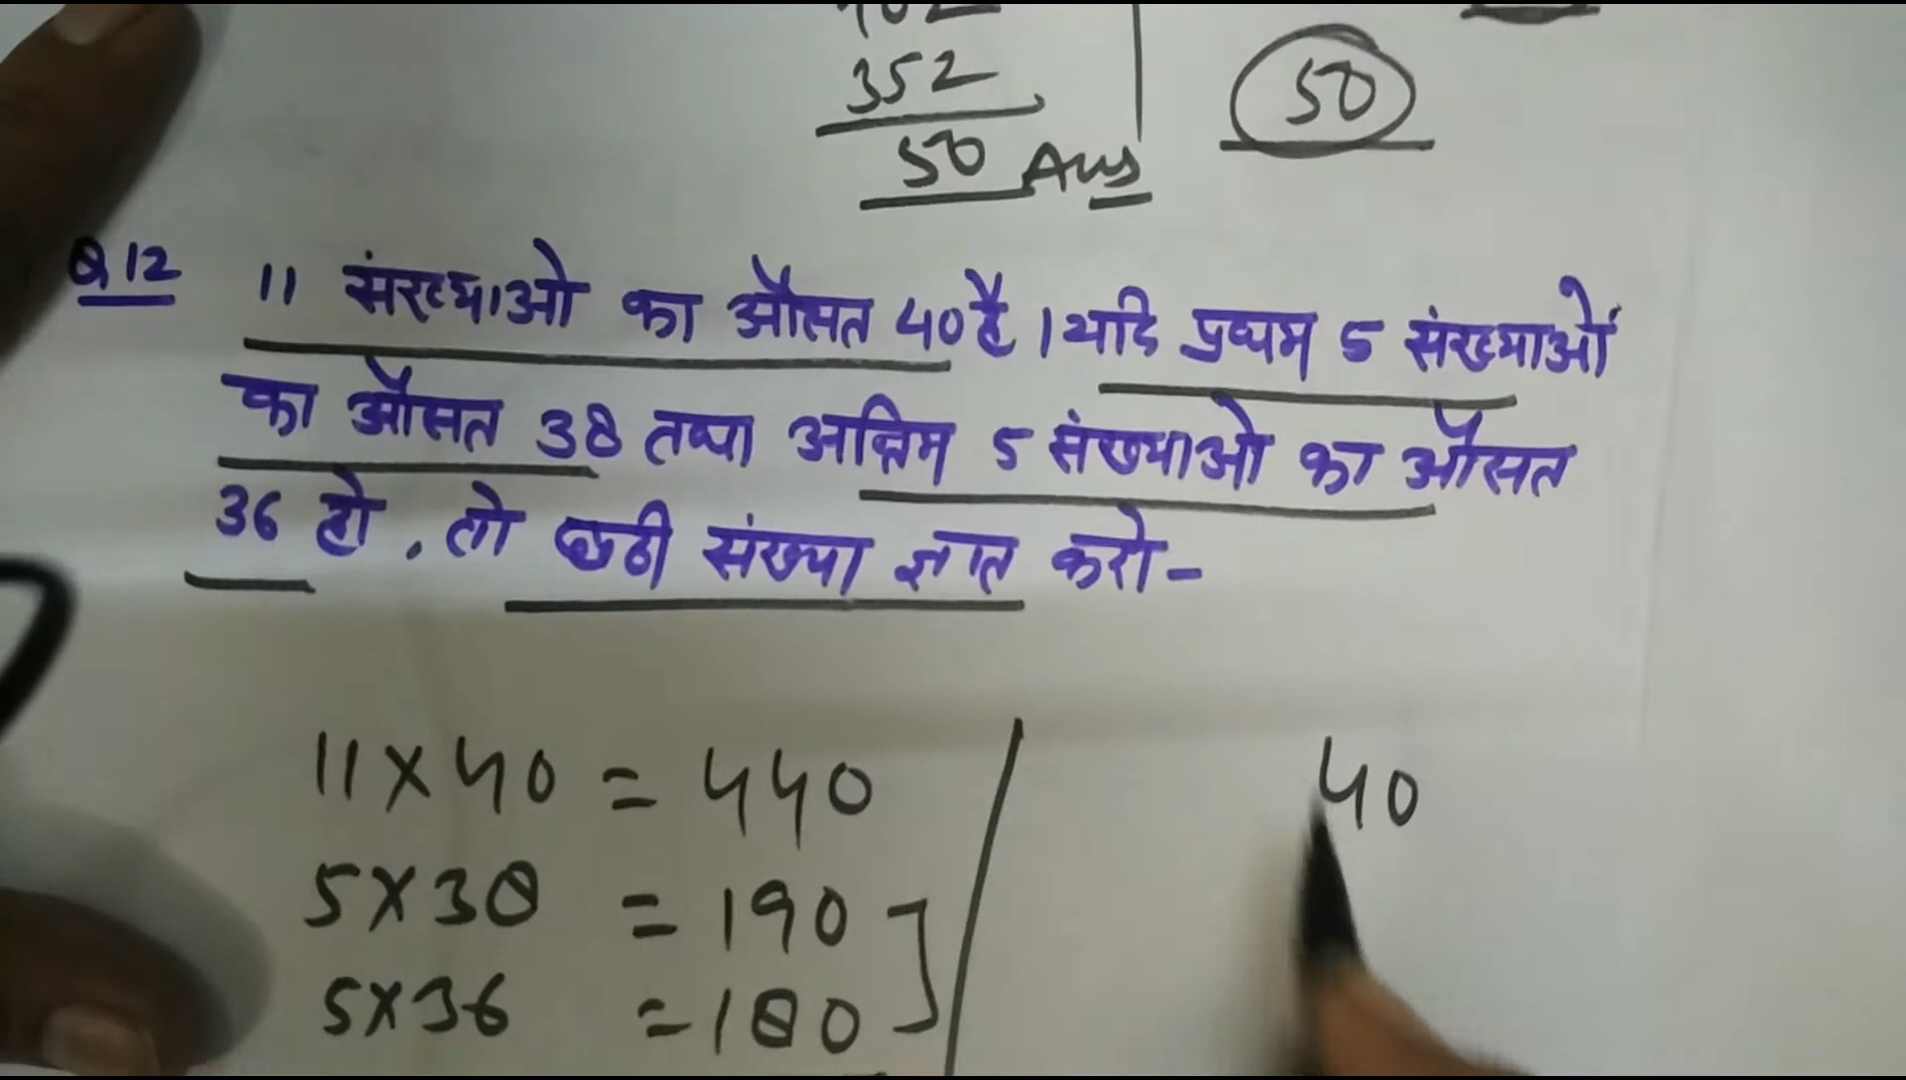 352
50 Ans
50
Q.12 11 संख्याओ का औसत 40 है । यदि प्रथम 5 संख्याओं
का औसत 38 तथा अन्तिम 5 संख्याओ का औसत
36 हो , तो छठी संख्या ज्ञात करो -
11 × 40 = 440
5 × 38 = 190
5 × 36 = 180
40